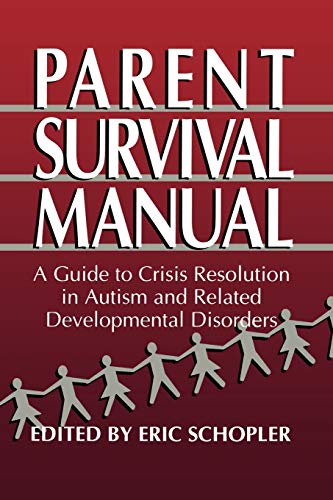 PARENT
SURVIVAL
MANUAL
A Guide to Crisis Resolution
in Autism and Related
Developmental Disorders
EDITED BY ERIC SCHOPLER